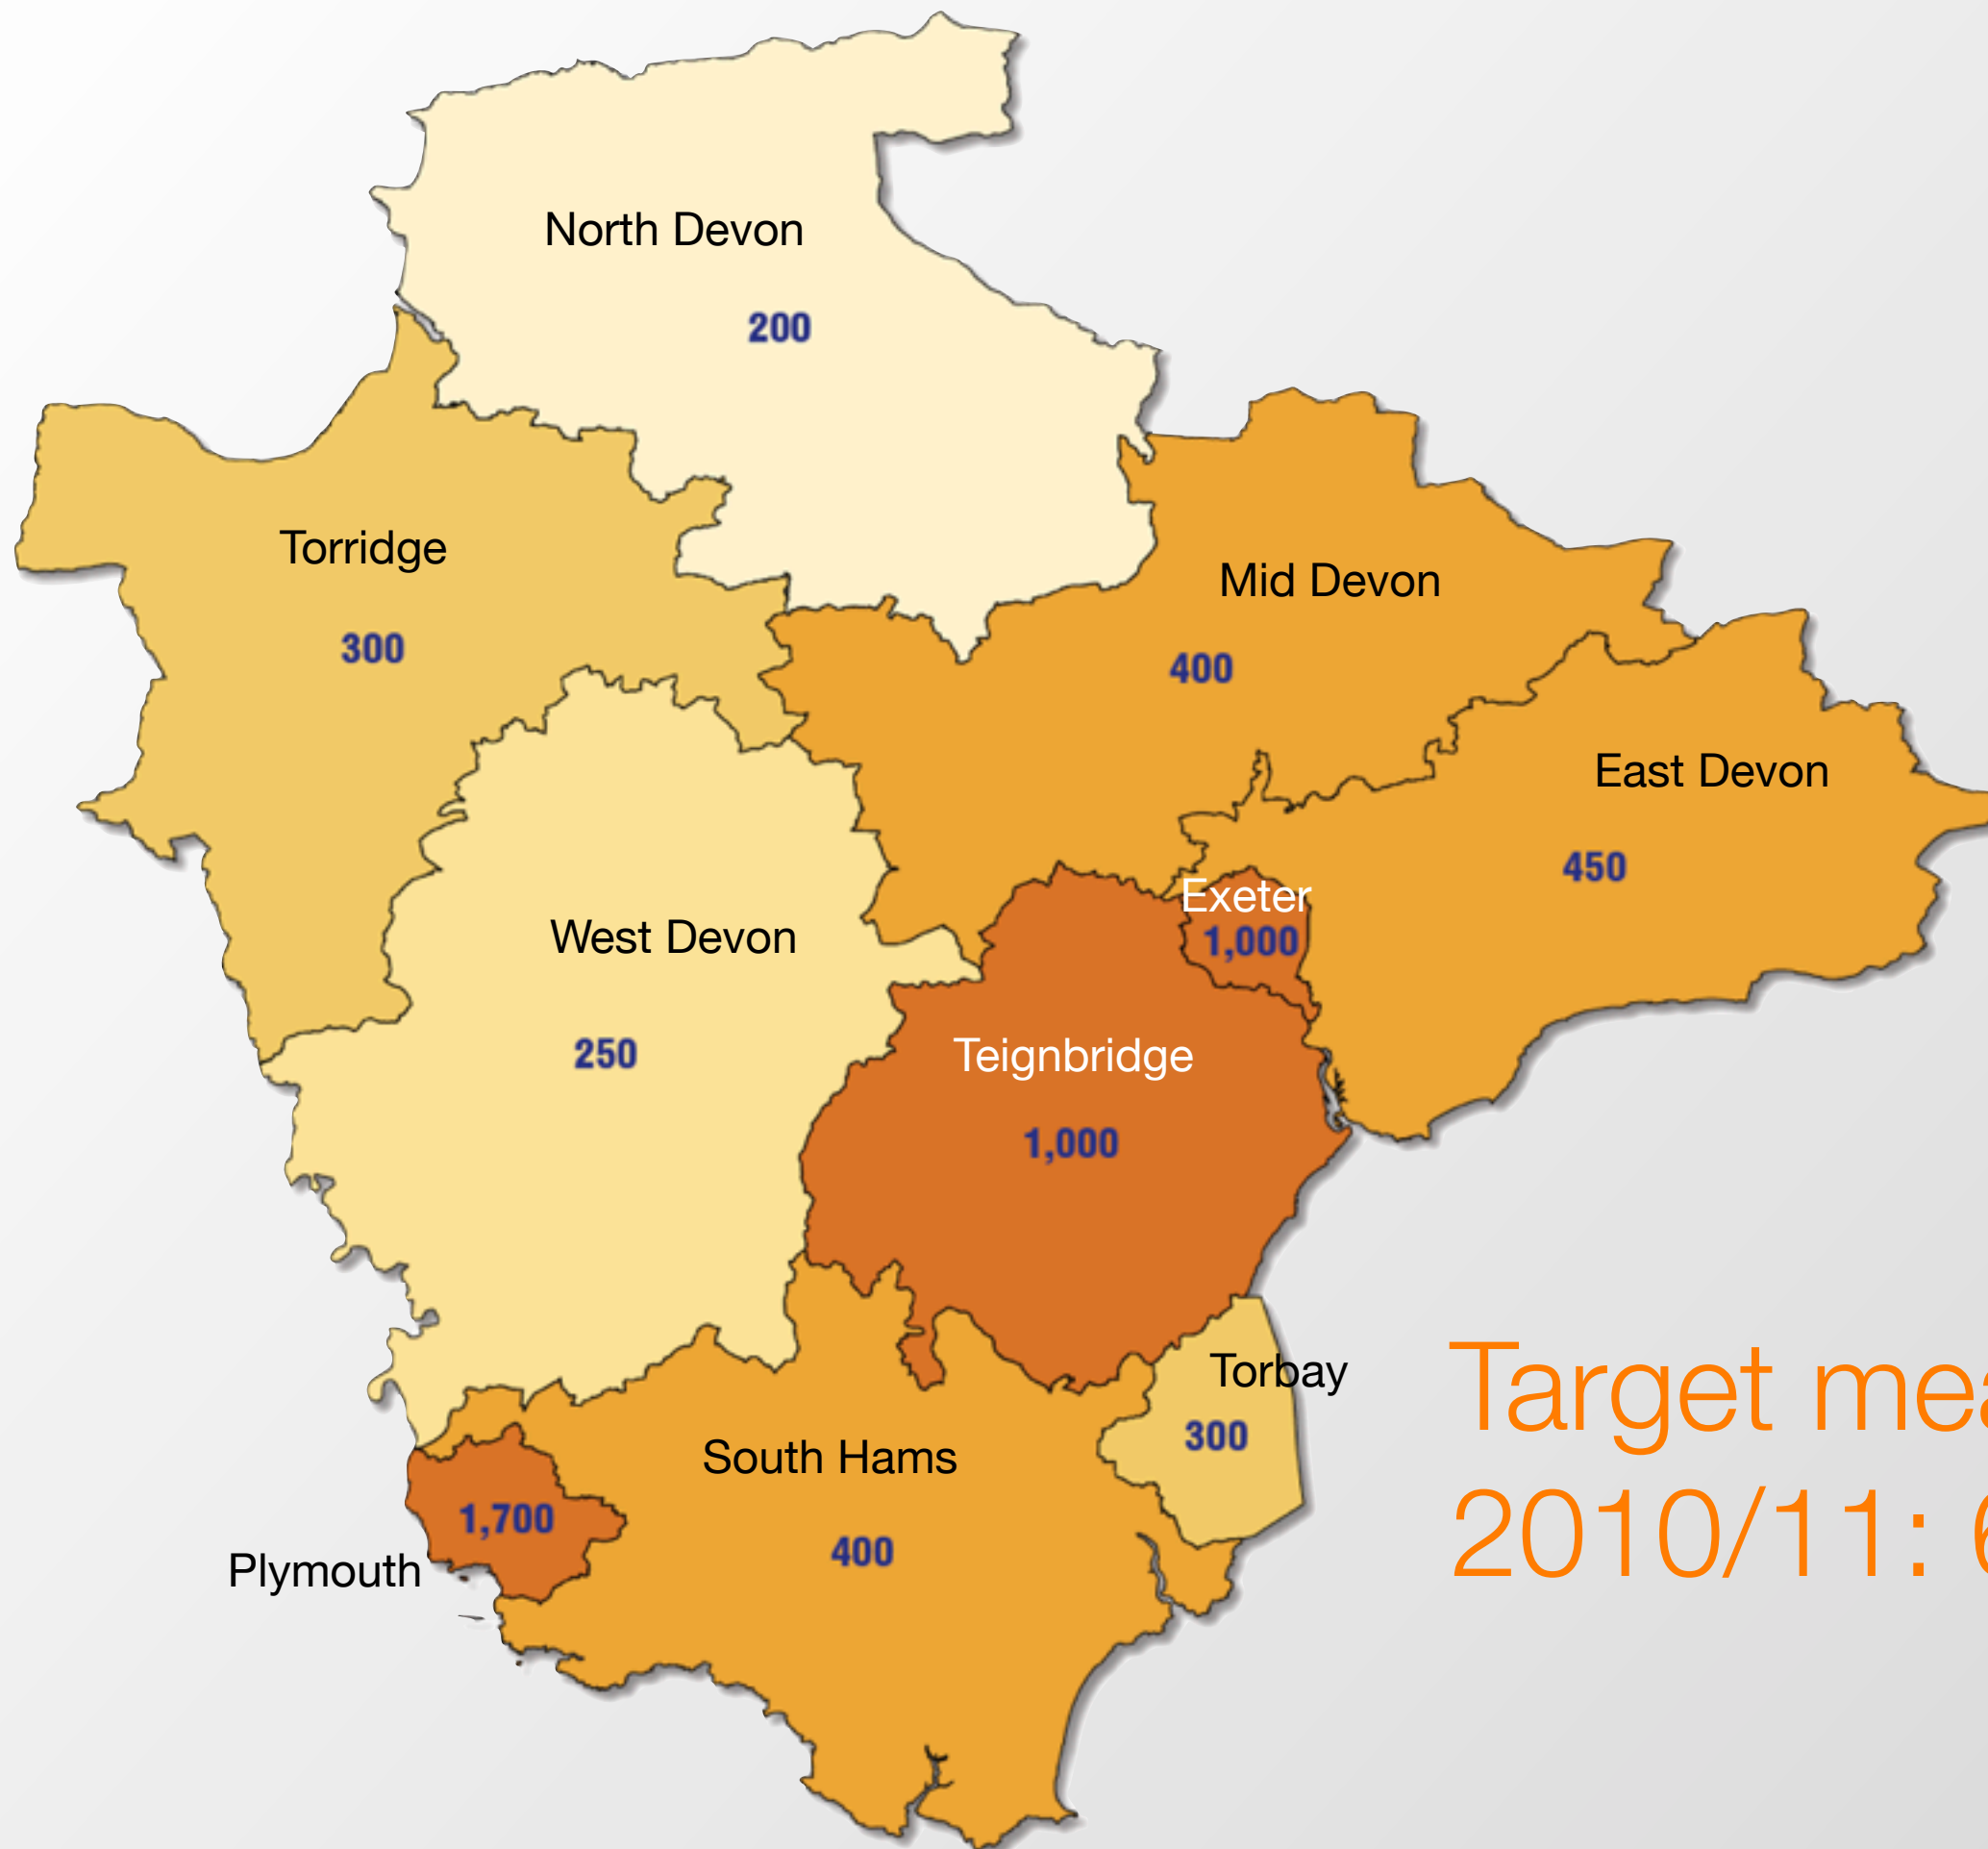 North Devon
200
Torridge
300
Mid Devon
400
East Devon
450
Exeter
1,000
West Devon
250
Teignbridge
1,000
Torbay
300
South Hams
400
1,700
Plymouth
Target
2010/11: